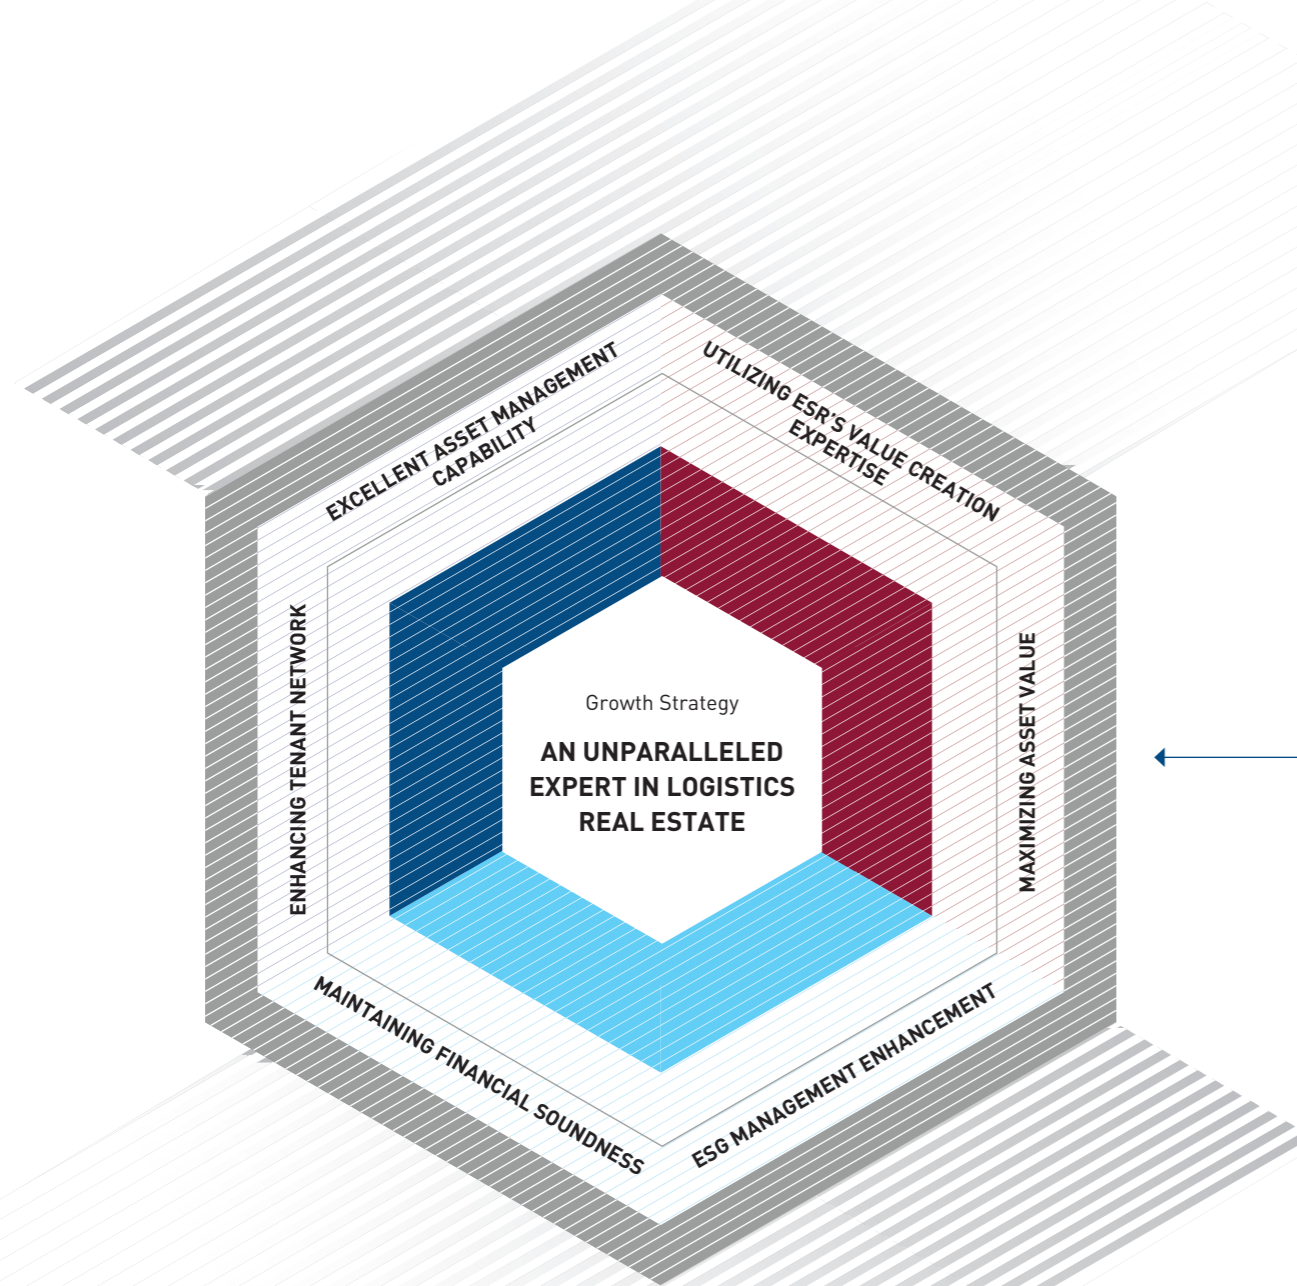 EXCELLENT ASSET MANAGEMENT
CAPABILITY
UTILIZING ESR'S VALUE CREATION
EXPERTISE
ENHANCING TENANT NETWORK
Growth Strategy
AN UNPARALLELED
EXPERT IN LOGISTICS
REAL ESTATE
MAXIMIZING ASSET VALUE
MAINTAINING FINANCIAL SOUNDNESS
ESG MANAGEMENT ENHANCEMENT